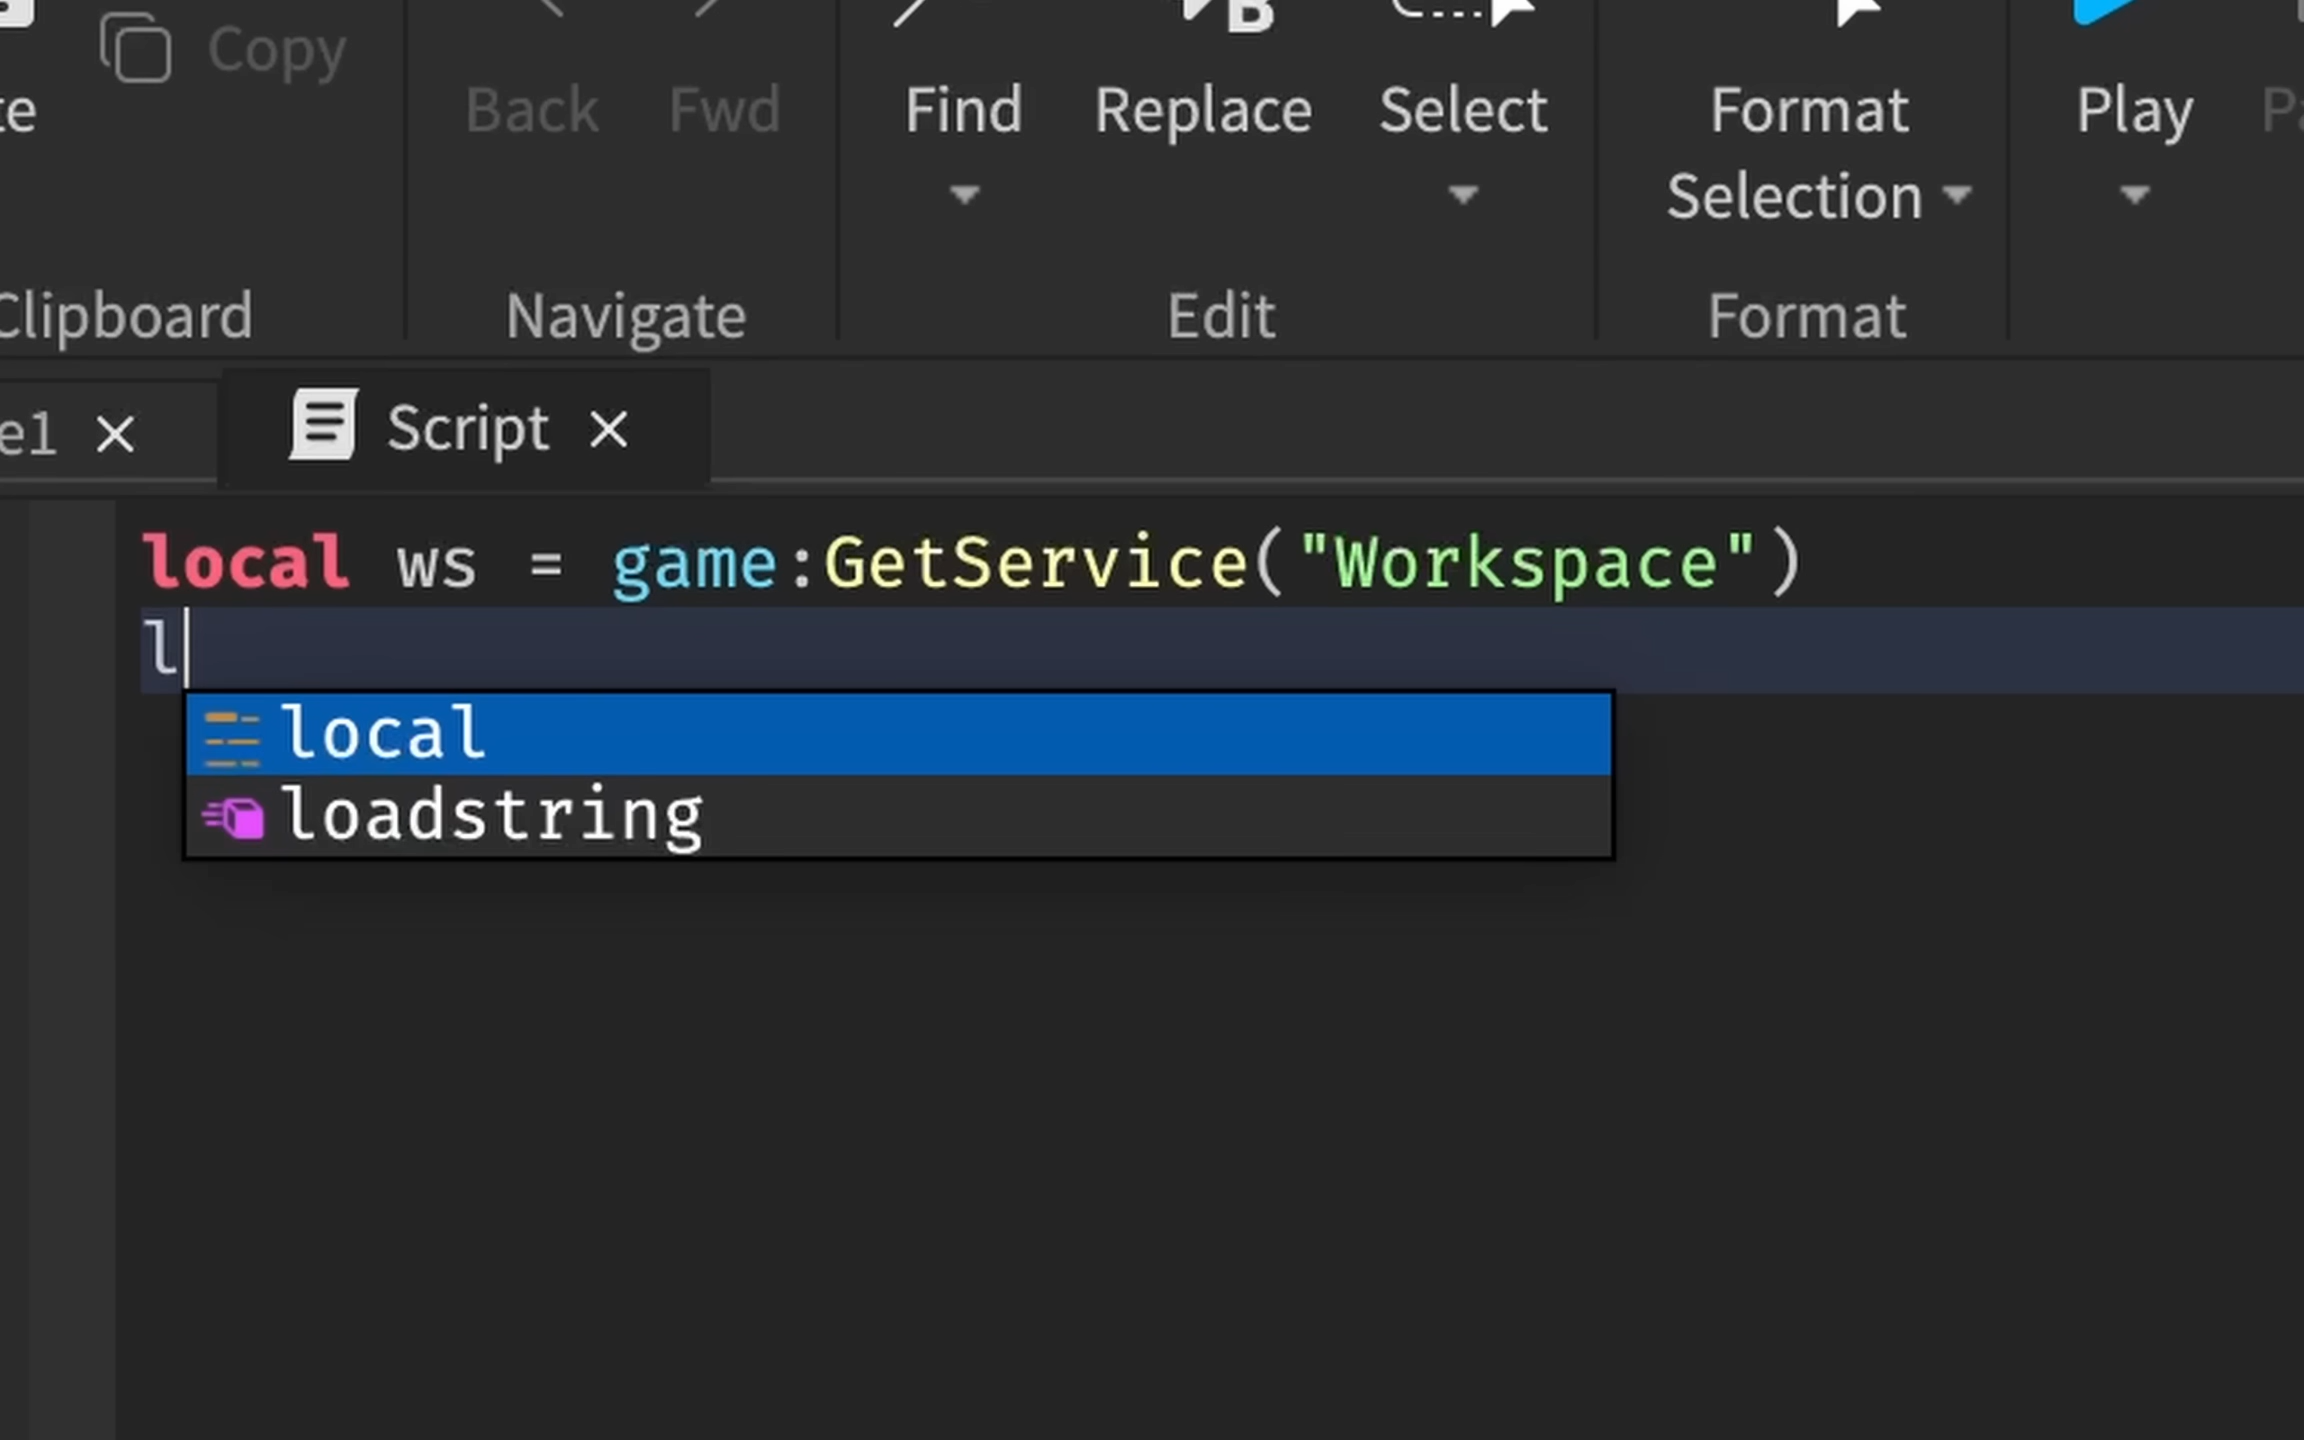 Copy
Back Fwd Find Replace Select Format Selection Play
Clipboard Navigate Edit Format
Script
local ws = game:GetService("Workspace")
l
local
loadstring